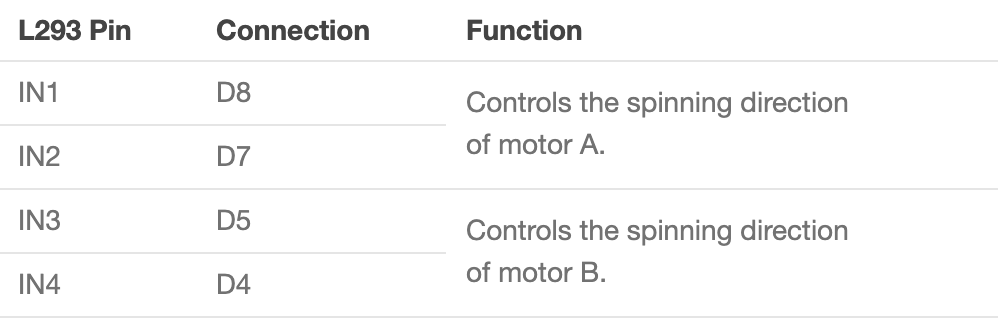 L293 Pin Connection Function
IN1 D8 Controls the spinning direction
of motor A.
IN2 D7
IN3 D5 Controls the spinning direction
of motor B.
IN4 D4